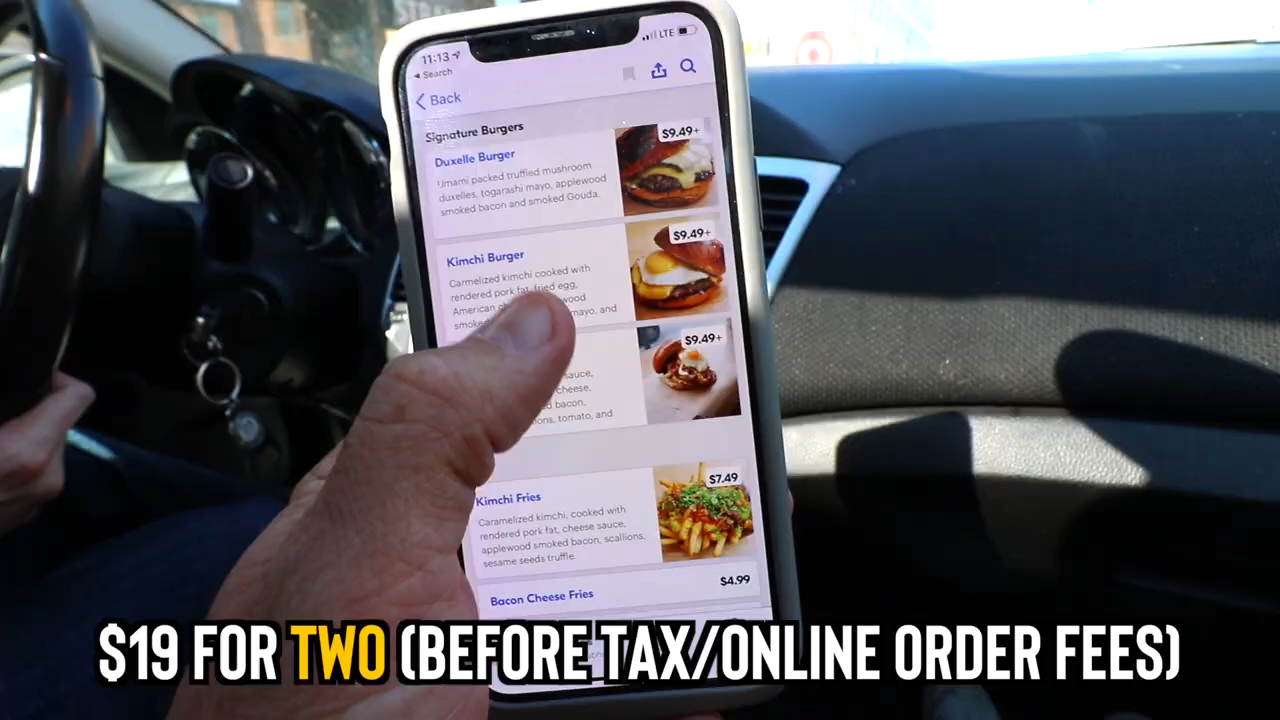 STRA
11:13
LTE
Search
Back
Signature Burgers
Duxelle Burger
$9.49+
Umami packed truffled mushroom
duxelles, togarashi mayo, applewood
smoked bacon and smoked Gouda.
Kimchi Burger
$9.49+
Carmelized kimchi cooked with
rendered pork fat, fried egg,
American
mayo, and
$9.49+
sauce,
cheese,
bacon,
tomato, and
Kimchi Fries
$7.49
Caramelized kimchi, cooked with
rendered pork fat, cheese sauce,
applewood smoked bacon, scallions,
sesame seeds truffle.
Bacon Cheese Fries
$4.99
$19 FOR TWO (BEFORE TAX/ONLINE ORDER FEES)